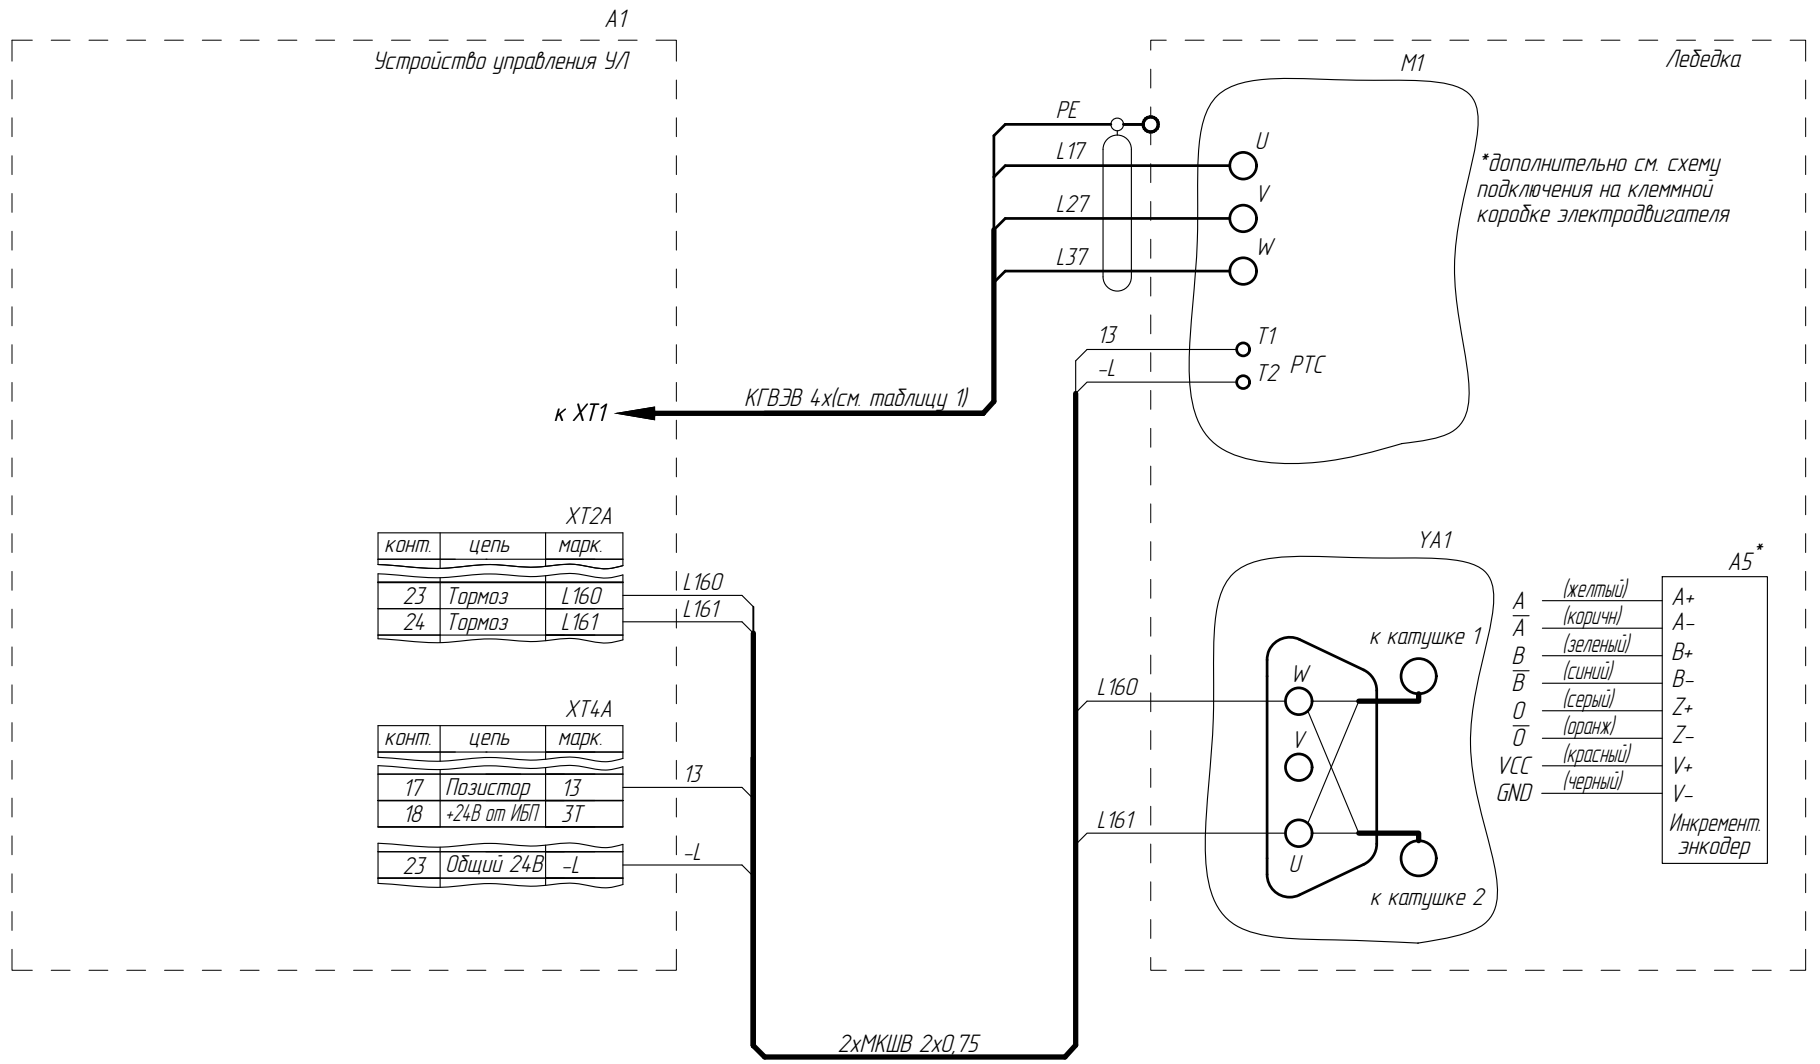 A1
Устройство управления УЛ
PE
L17
L27
L37
13
-L
КГВЭВ 4х(см. таблицу 1)
к XT1
XT2A
конт. цепь марк.
23 Тормоз L160
24 Тормоз L161
L160
L161
XT4A
конт. цепь марк.
17 Позистор 13
18 +24В от ИБП 3Т
23 Общий 24В -L
13
-L
2хМКШВ 2х0,75
Лебедка
M1
U
V
W
T1
T2 PTC
*дополнительно см. схему
подключения на клеммной
коробке электродвигателя
YA1
L160
L161
W
V
U
к катушке 1
к катушке 2
A5*
A (желтый) A+
A̅ (коричн) A-
B (зеленый) B+
B̅ (синий) B-
0 (серый) Z+
0̅ (оранж) Z-
VCC (красный) V+
GND (черный) V-
Инкремент.
энкодер